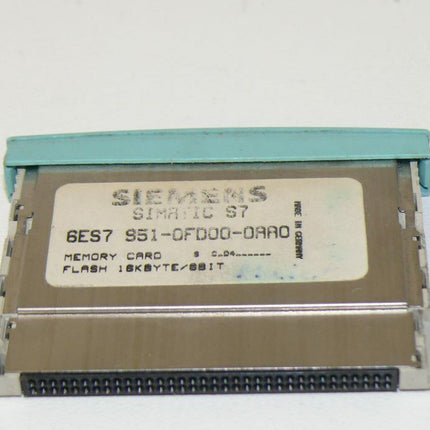 SIEMENS
SIMATIC S7
6ES7 951-0FD00-0AA0
MEMORY CARD S
FLASH 16KBYTE/8BIT
MADE IN GERMANY